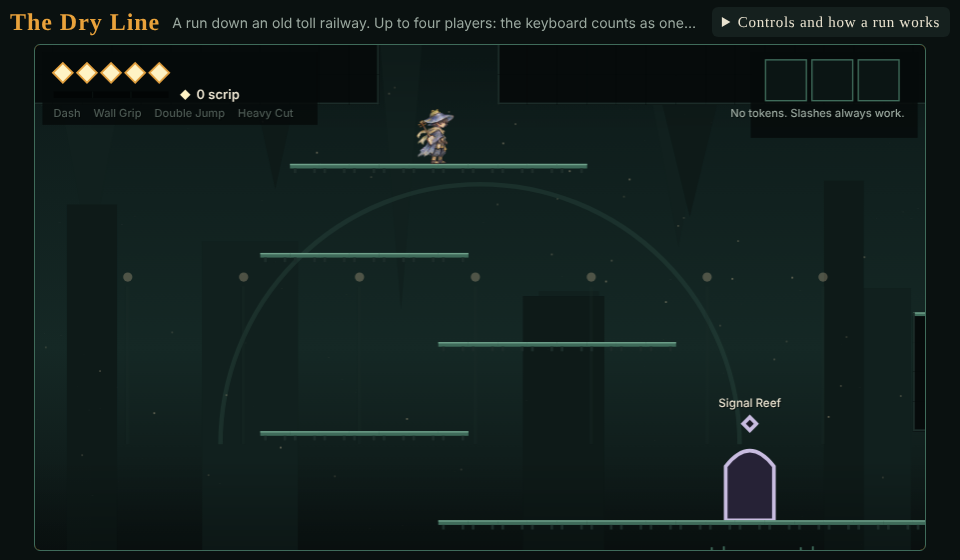 The Dry Line
A run down an old toll railway. Up to four players: the keyboard counts as one...
▶ Controls and how a run works
0 scrip
Dash Wall Grip Double Jump Heavy Cut
No tokens. Slashes always work.
Signal Reef